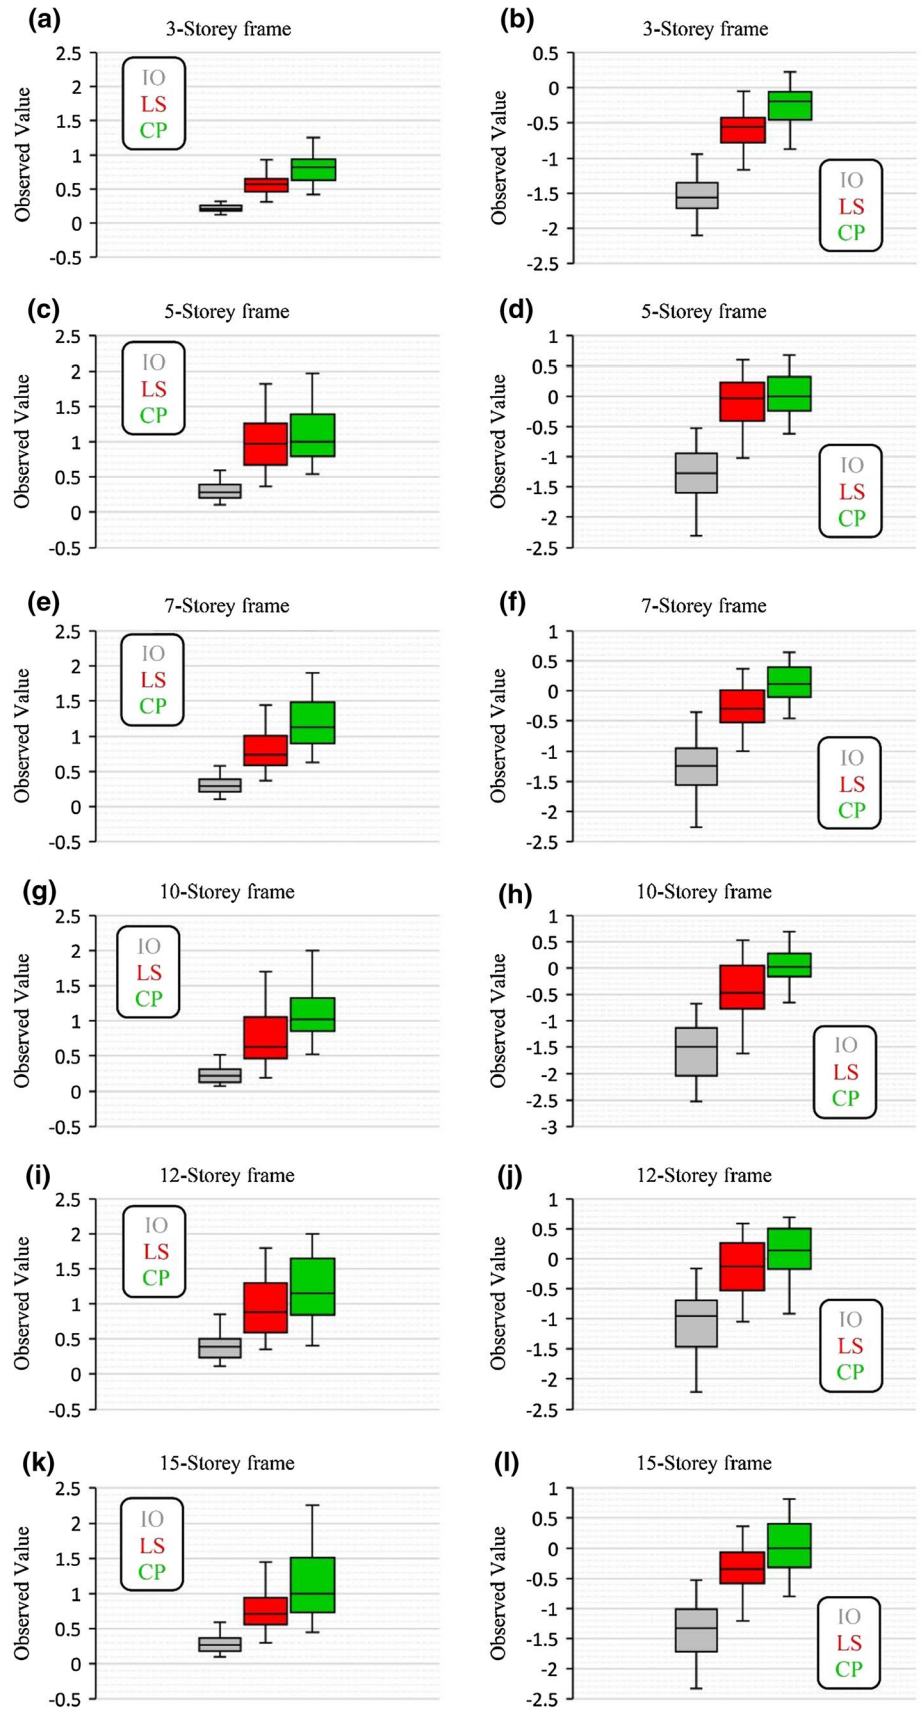 (a)
3-Storey frame
Observed Value
2.5
2
1.5
1
0.5
0
-0.5
IO
LS
CP
(b)
3-Storey frame
Observed Value
0.5
0
-0.5
-1
-1.5
-2
-2.5
IO
LS
CP
(c)
5-Storey frame
Observed Value
2.5
2
1.5
1
0.5
0
-0.5
IO
LS
CP
(d)
5-Storey frame
Observed Value
1
0.5
0
-0.5
-1
-1.5
-2
-2.5
IO
LS
CP
(e)
7-Storey frame
Observed Value
2.5
2
1.5
1
0.5
0
-0.5
IO
LS
CP
(f)
7-Storey frame
Observed Value
1
0.5
0
-0.5
-1
-1.5
-2
-2.5
IO
LS
CP
(g)
10-Storey frame
Observed Value
2.5
2
1.5
1
0.5
0
-0.5
IO
LS
CP
(h)
10-Storey frame
Observed Value
1
0.5
0
-0.5
-1
-1.5
-2
-2.5
-3
IO
LS
CP
(i)
12-Storey frame
Observed Value
2.5
2
1.5
1
0.5
0
-0.5
IO
LS
CP
(j)
12-Storey frame
Observed Value
1
0.5
0
-0.5
-1
-1.5
-2
-2.5
IO
LS
CP
(k)
15-Storey frame
Observed Value
2.5
2
1.5
1
0.5
0
-0.5
IO
LS
CP
(l)
15-Storey frame
Observed Value
1
0.5
0
-0.5
-1
-1.5
-2
-2.5
IO
LS
CP